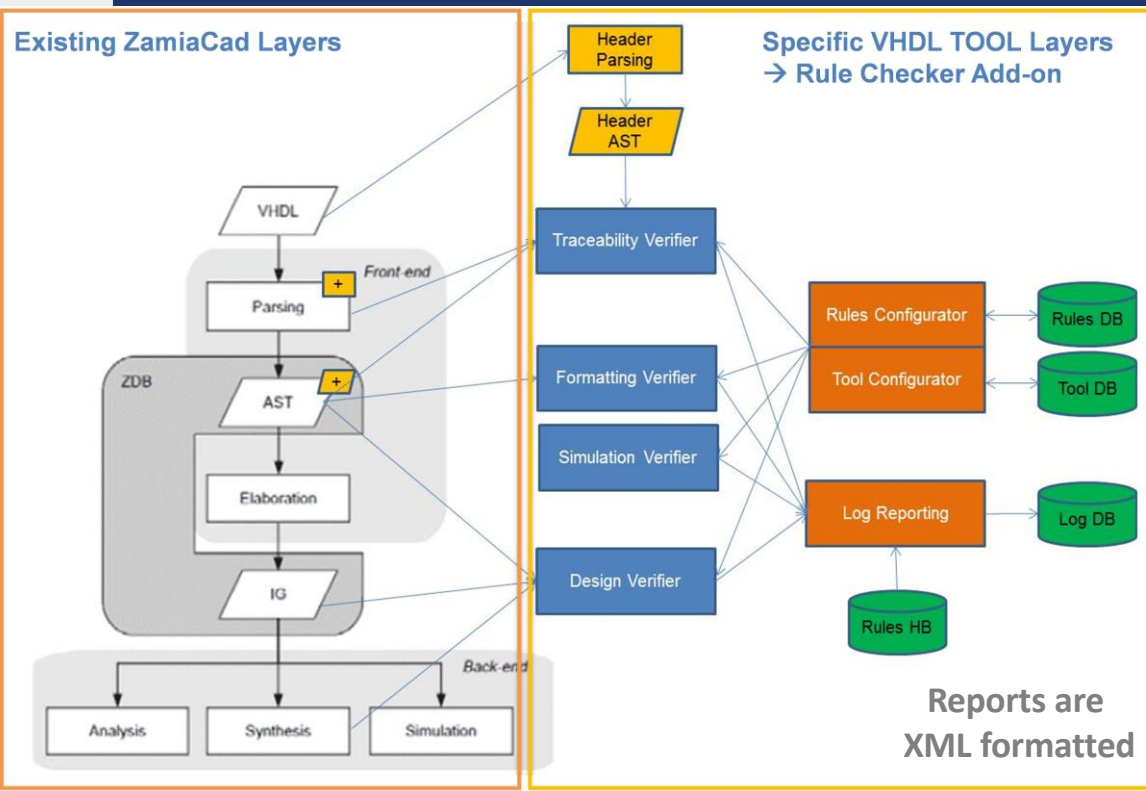 Existing ZamiaCad Layers
VHDL
Front-end
+
Parsing
ZDB
+
AST
Elaboration
IG
Back-end
Analysis
Synthesis
Simulation
Specific VHDL TOOL Layers
→ Rule Checker Add-on
Header
Parsing
Header
AST
Traceability Verifier
Formatting Verifier
Simulation Verifier
Design Verifier
Rules Configurator
Tool Configurator
Log Reporting
Rules DB
Tool DB
Log DB
Rules HB
Reports are
XML formatted